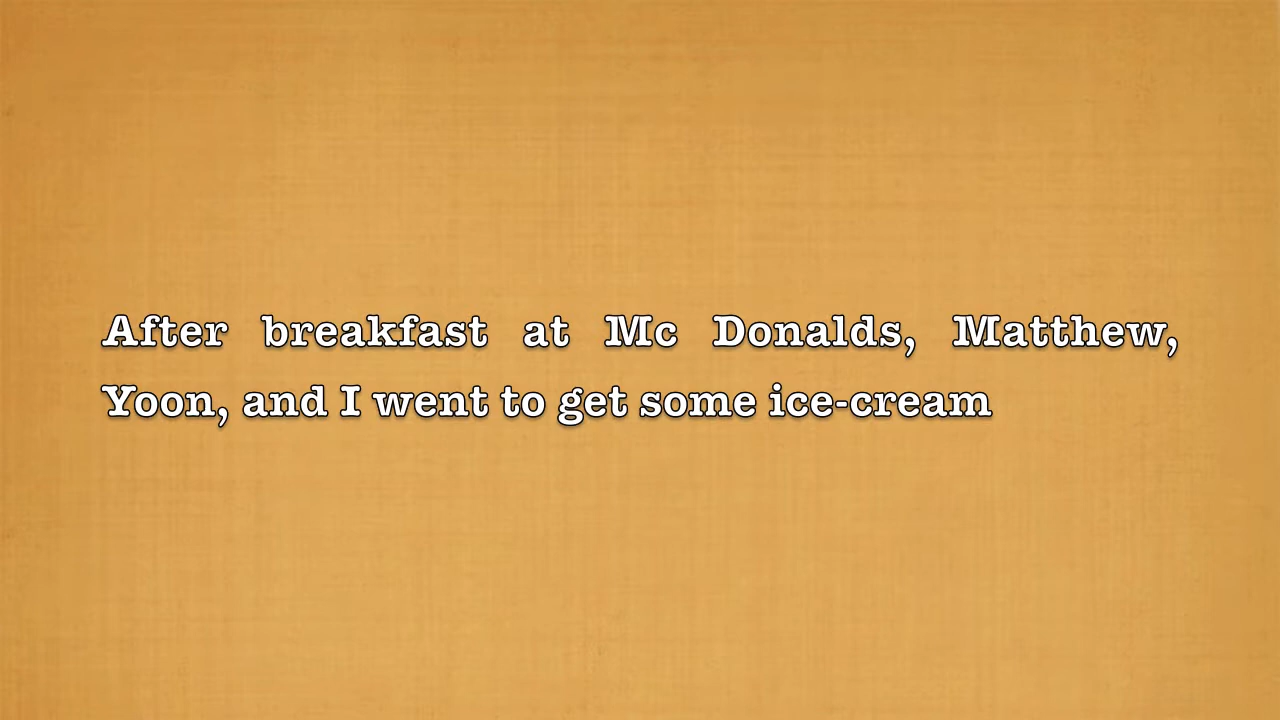 After breakfast at Mc Donalds, Matthew,
Yoon, and I went to get some ice-cream